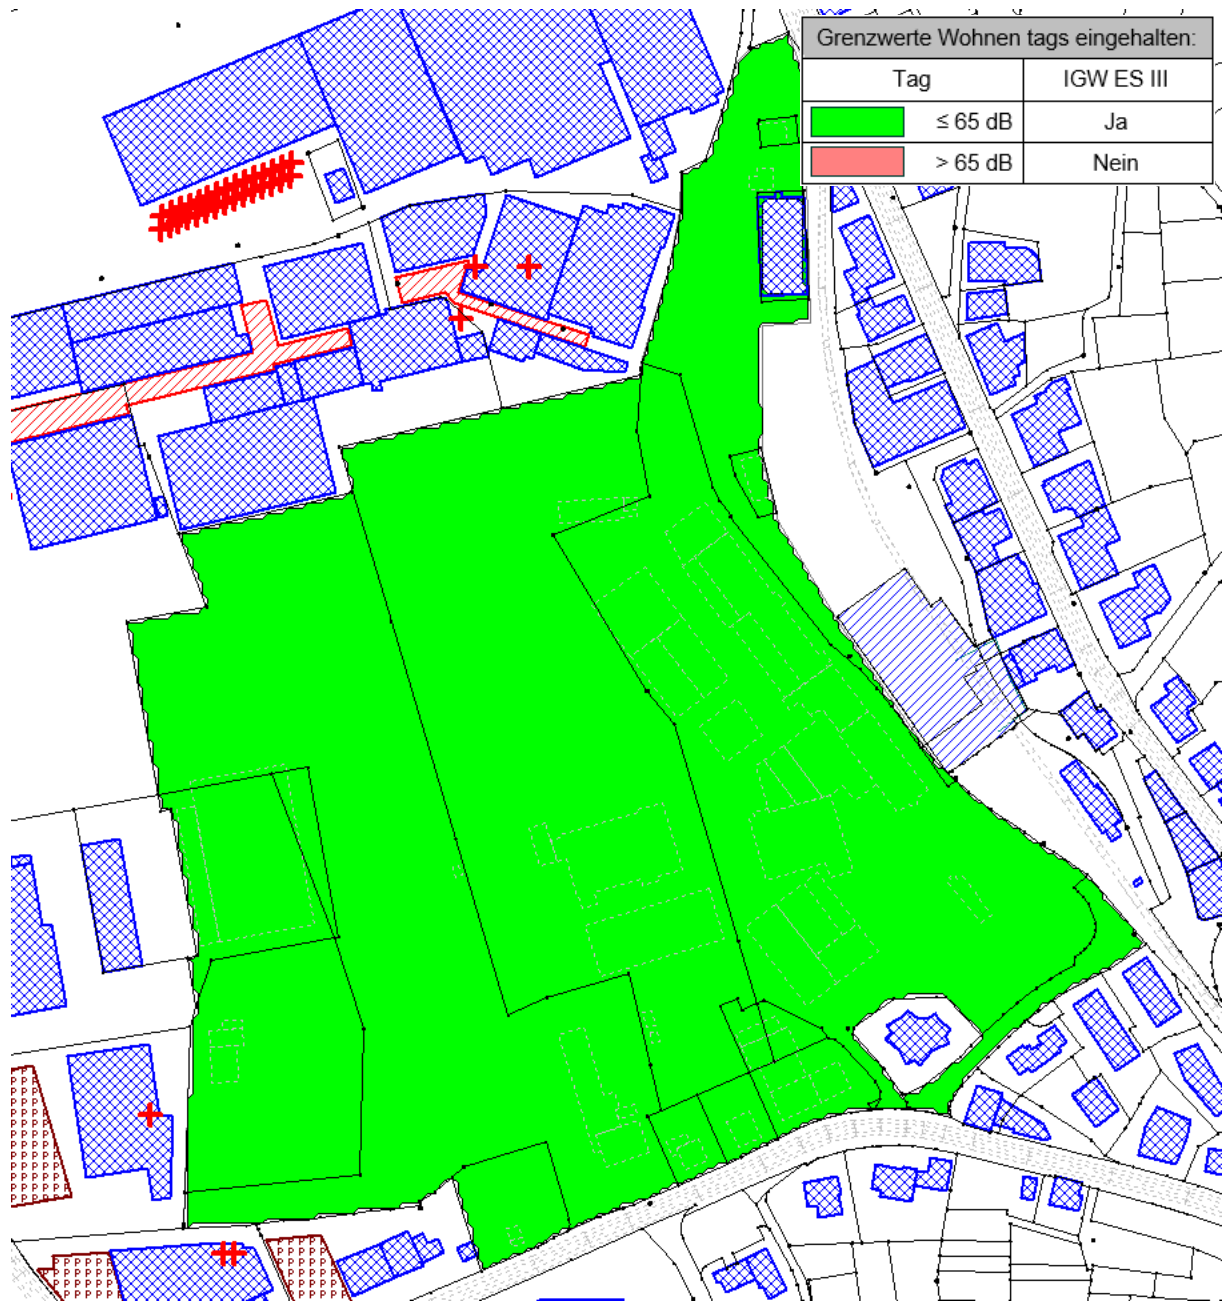 Grenzwerte Wohnen tags eingehalten:
Tag IGW ES III
≤ 65 dB Ja
> 65 dB Nein